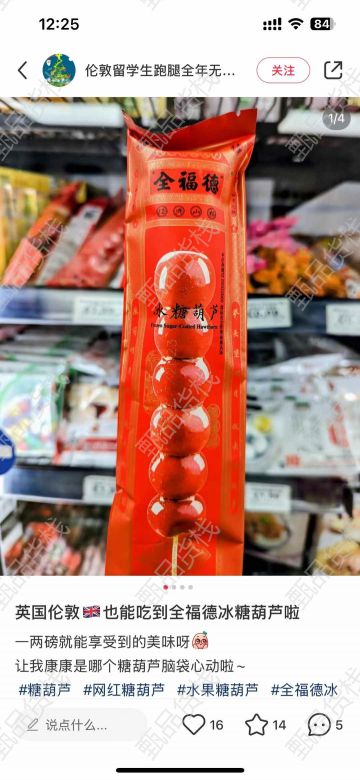 12:25
84
伦敦留学生跑腿全年无...
关注
1/4
全福德
冰糖葫芦
英国伦敦🇬🇧也能吃到全福德冰糖葫芦啦
一两磅就能享受到的美味呀
让我康康是哪个糖葫芦脑袋心动啦~
#糖葫芦 #网红糖葫芦 #水果糖葫芦 #全福德冰
说点什么...
16
14
5
甄品货栈